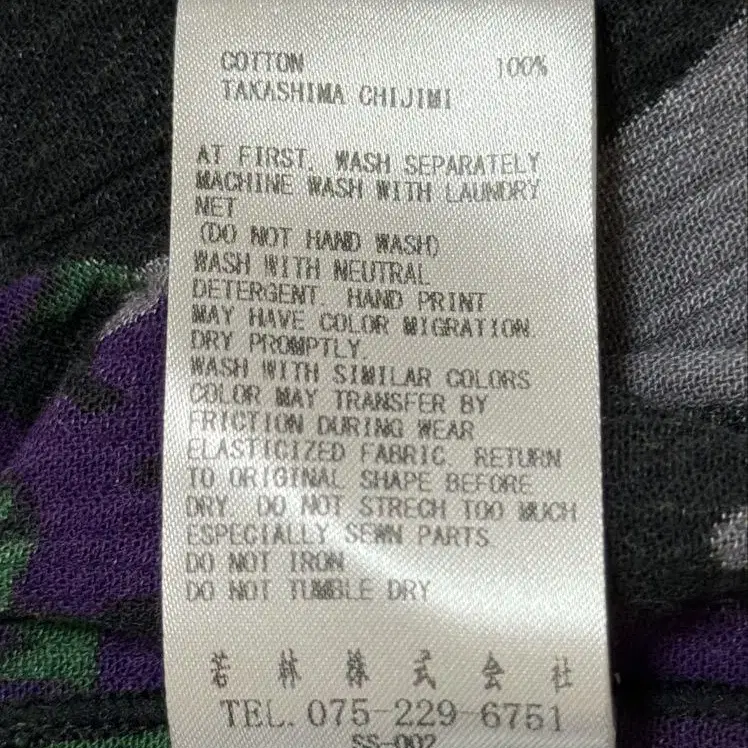 COTTON 100%
TAKASHIMA CHIJIMI
AT FIRST, WASH SEPARATELY
MACHINE WASH WITH LAUNDRY
NET
(DO NOT HAND WASH)
WASH WITH NEUTRAL
DETERGENT. HAND PRINT
MAY HAVE COLOR MIGRATION.
DRY PROMPTLY.
WASH WITH SIMILAR COLORS
COLOR MAY TRANSFER BY
FRICTION DURING WEAR
ELASTICIZED FABRIC. RETURN
TO ORIGINAL SHAPE BEFORE
DRY. DO NOT STRECH TOO MUCH
ESPECIALLY SEWN PARTS.
DO NOT IRON
DO NOT TUMBLE DRY
若林株式会社
TEL. 075-229-6751
SS-002